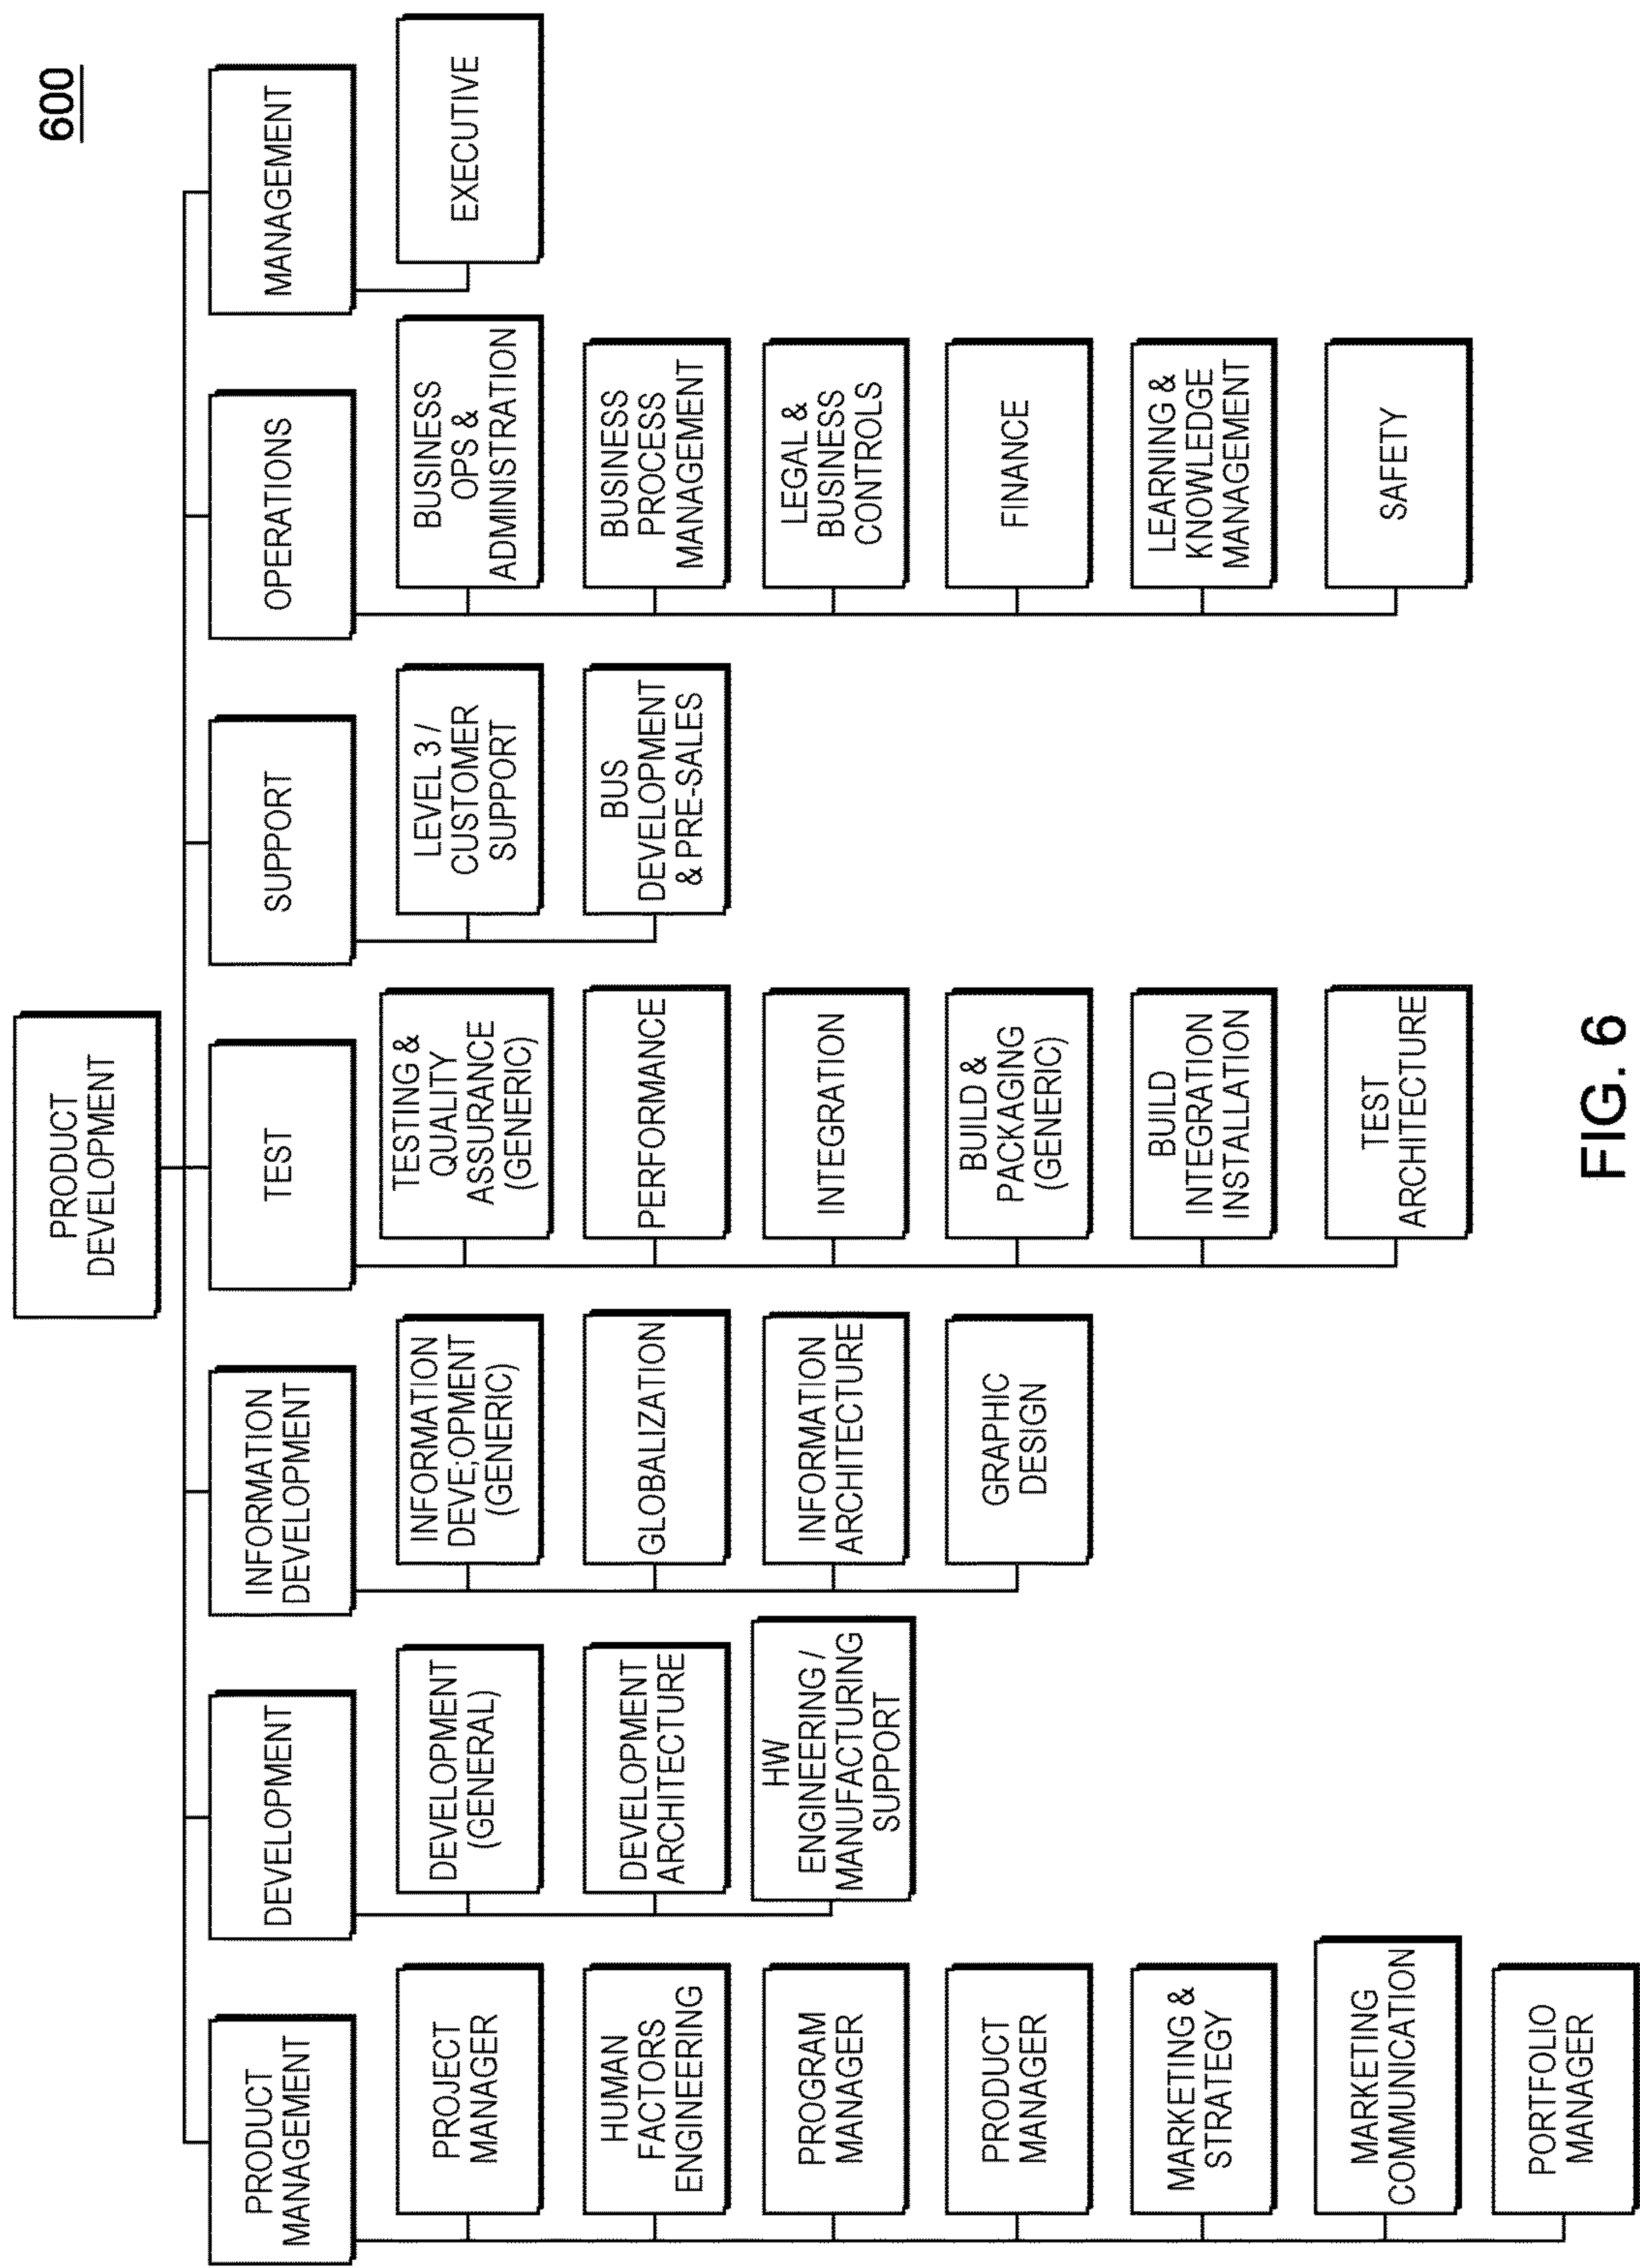 600
PRODUCT
DEVELOPMENT
PRODUCT
MANAGEMENT
PROJECT
MANAGER
HUMAN
FACTORS
ENGINEERING
PROGRAM
MANAGER
PRODUCT
MANAGER
MARKETING &
STRATEGY
MARKETING
COMMUNICATION
PORTFOLIO
MANAGER
DEVELOPMENT
DEVELOPMENT
(GENERAL)
DEVELOPMENT
ARCHITECTURE
HW
ENGINEERING /
MANUFACTURING
SUPPORT
INFORMATION
DEVELOPMENT
INFORMATION
DEVE;OPMENT
(GENERIC)
GLOBALIZATION
INFORMATION
ARCHITECTURE
GRAPHIC
DESIGN
TEST
TESTING &
QUALITY
ASSURANCE
(GENERIC)
PERFORMANCE
INTEGRATION
BUILD &
PACKAGING
(GENERIC)
BUILD
INTEGRATION
INSTALLATION
TEST
ARCHITECTURE
SUPPORT
LEVEL 3 /
CUSTOMER
SUPPORT
BUS
DEVELOPMENT
& PRE-SALES
OPERATIONS
BUSINESS
OPS &
ADMINISTRATION
BUSINESS
PROCESS
MANAGEMENT
LEGAL &
BUSINESS
CONTROLS
FINANCE
LEARNING &
KNOWLEDGE
MANAGEMENT
SAFETY
MANAGEMENT
EXECUTIVE
FIG. 6